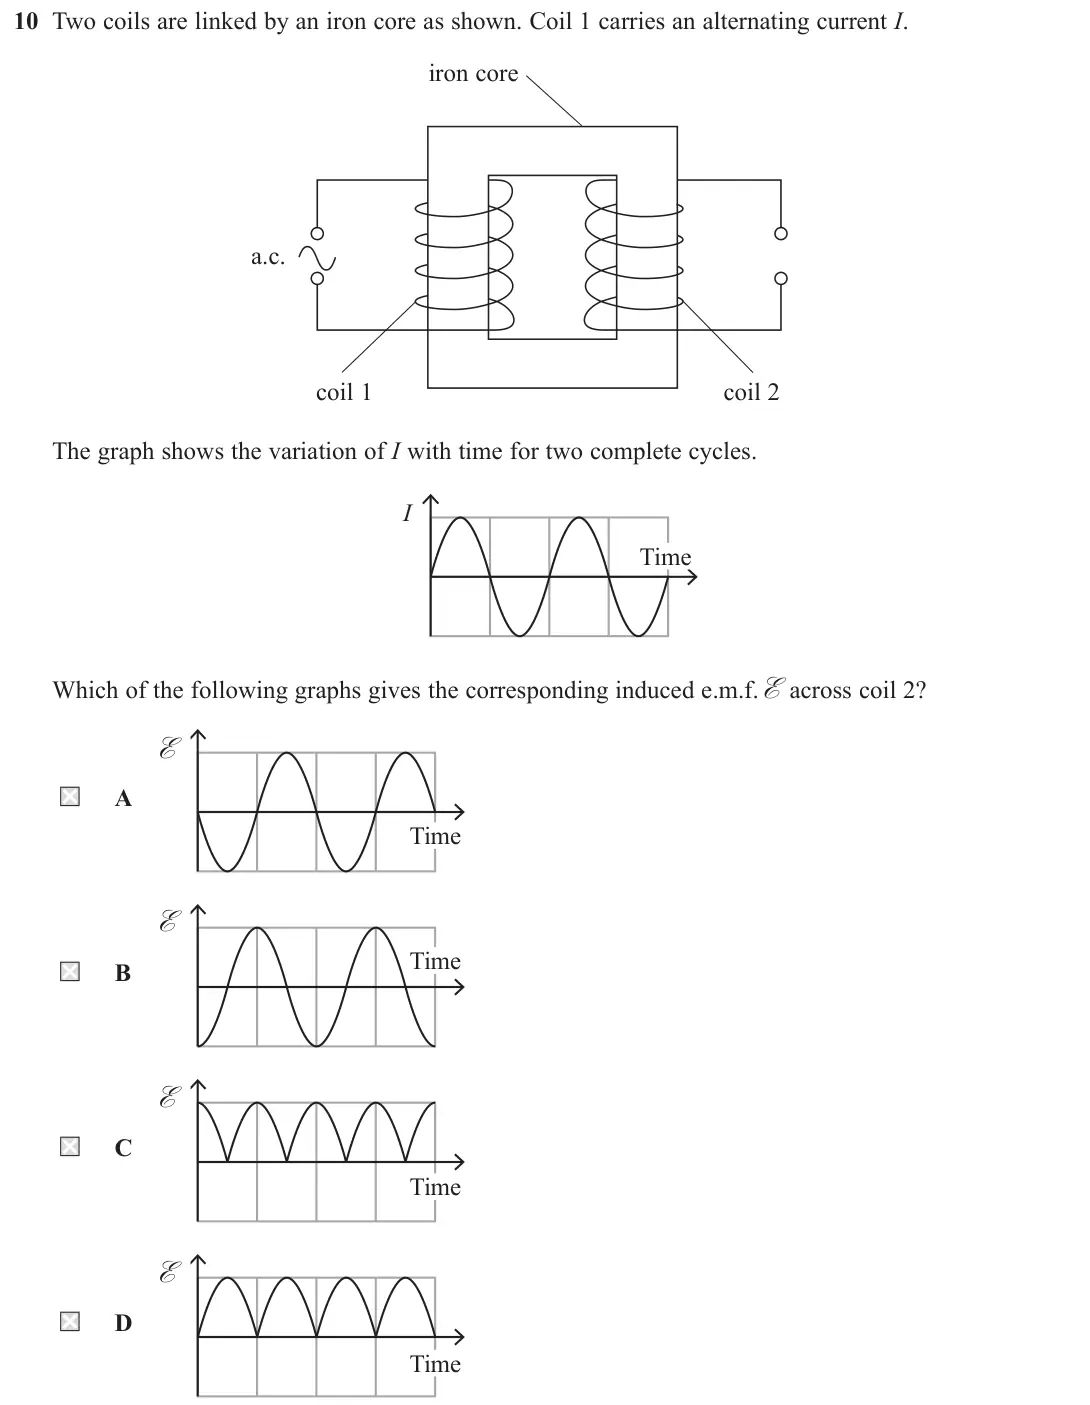 10 Two coils are linked by an iron core as shown. Coil 1 carries an alternating current I.
iron core
a.c.
coil 1
coil 2
The graph shows the variation of I with time for two complete cycles.
I
Time
Which of the following graphs gives the corresponding induced e.m.f. ℰ across coil 2?
ℰ
A
Time
ℰ
Time
B
ℰ
C
Time
ℰ
D
Time